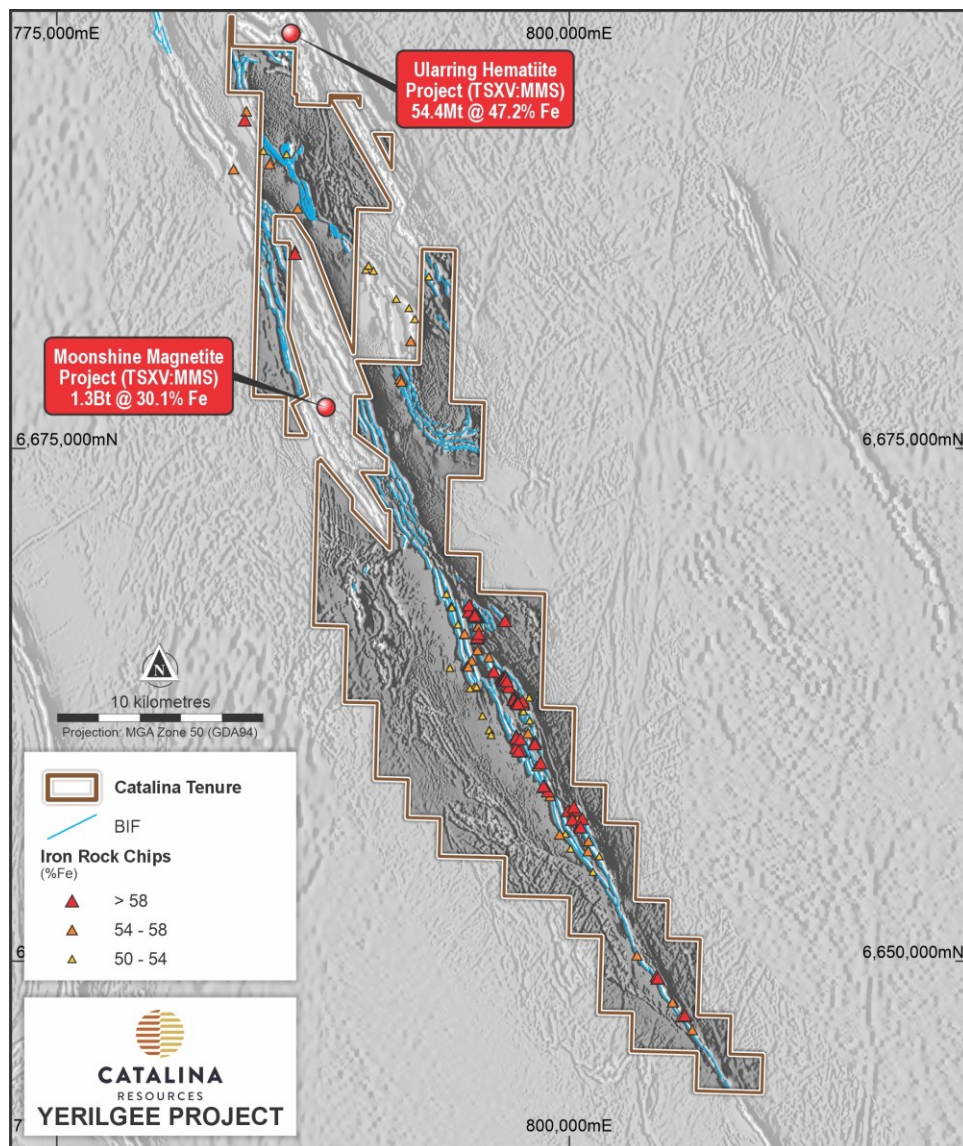 775,000mE
800,000mE
Ularring Hematiite
Project (TSXV:MMS)
54.4Mt @ 47.2% Fe
Moonshine Magnetite
Project (TSXV:MMS)
1.3Bt @ 30.1% Fe
6,675,000mN
6,675,000mN
N
10 kilometres
Projection: MGA Zone 50 (GDA94)
Catalina Tenure
BIF
Iron Rock Chips
(%Fe)
> 58
54 - 58
50 - 54
6,650,000mN
CATALINA
RESOURCES
YERILGEE PROJECT
800,000mE